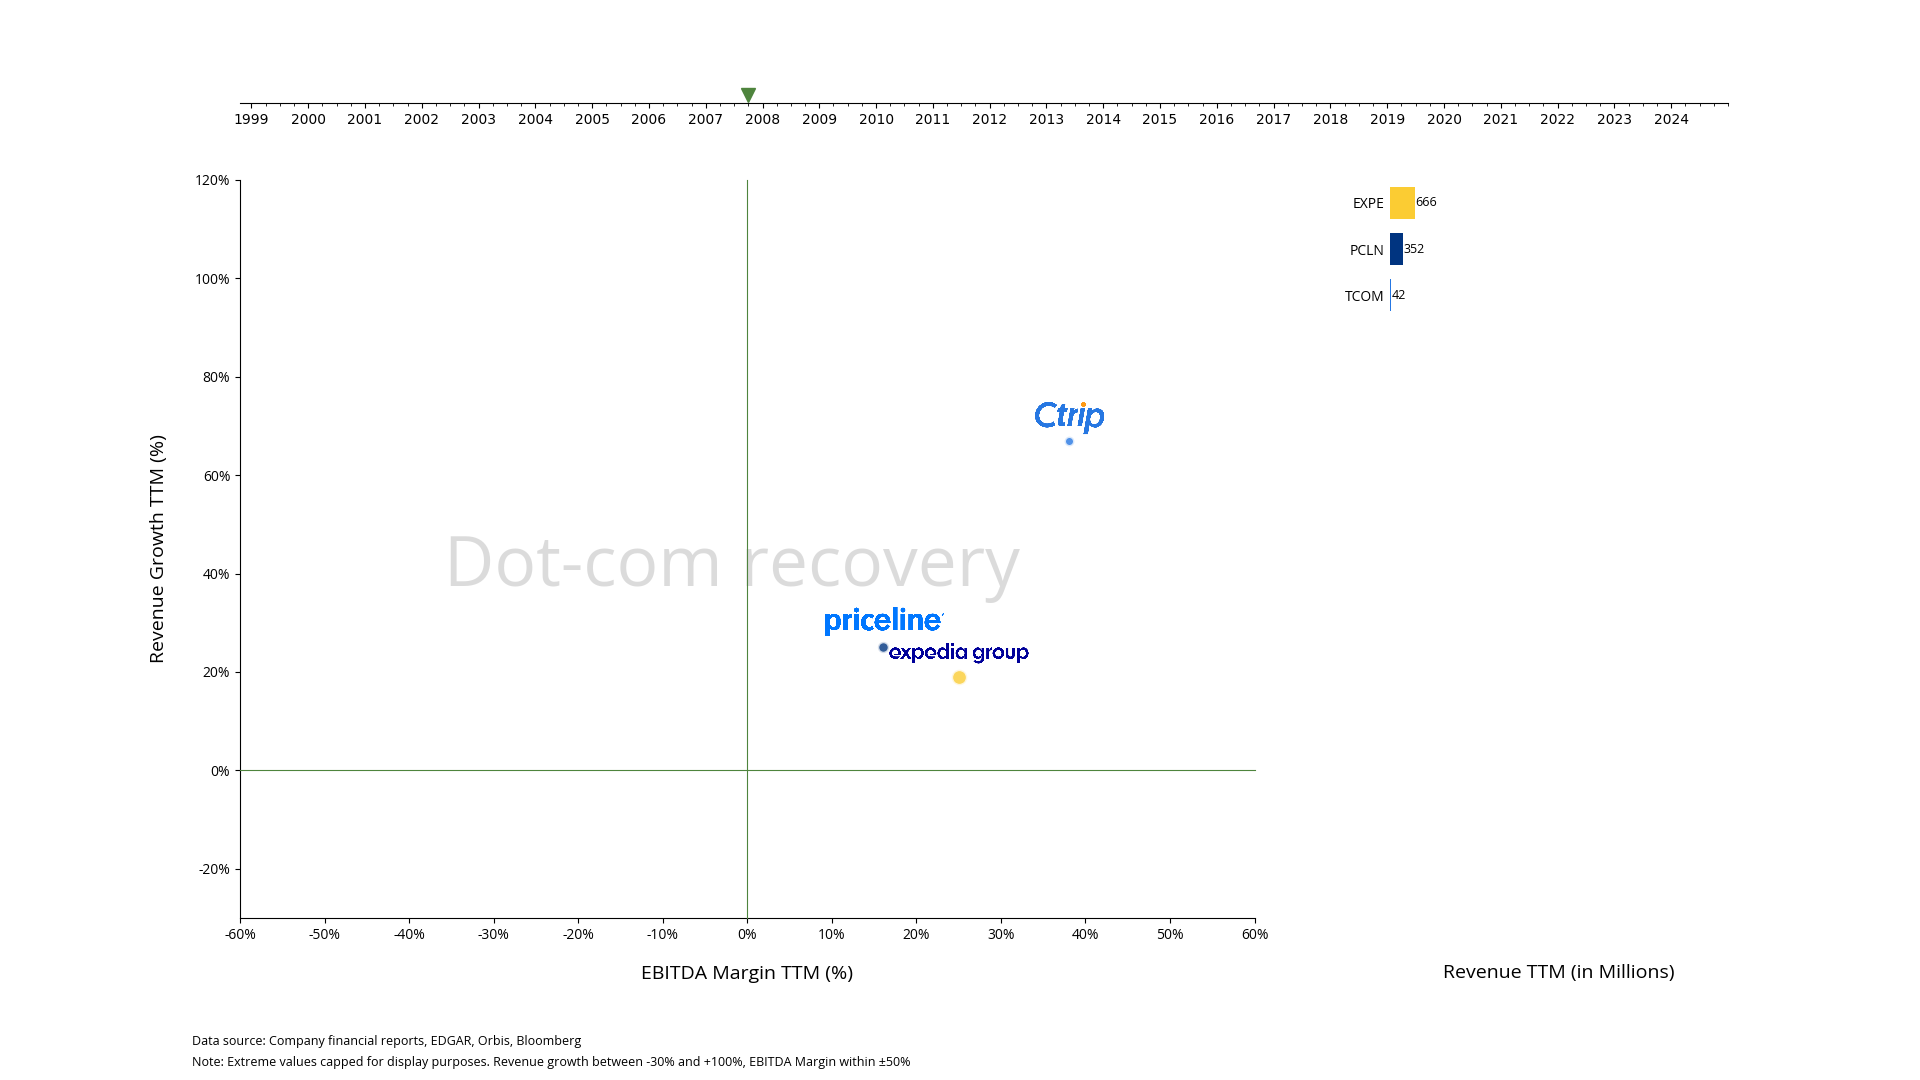 1999 2000 2001 2002 2003 2004 2005 2006 2007 2008 2009 2010 2011 2012 2013 2014 2015 2016 2017 2018 2019 2020 2021 2022 2023 2024
120%
100%
80%
60%
40%
20%
0%
-20%
Revenue Growth TTM (%)
Dot-com recovery
Ctrip
priceline
expedia group
-60% -50% -40% -30% -20% -10% 0% 10% 20% 30% 40% 50% 60%
EBITDA Margin TTM (%)
EXPE 666
PCLN 352
TCOM 42
Revenue TTM (in Millions)
Data source: Company financial reports, EDGAR, Orbis, Bloomberg
Note: Extreme values capped for display purposes. Revenue growth between -30% and +100%, EBITDA Margin within ±50%